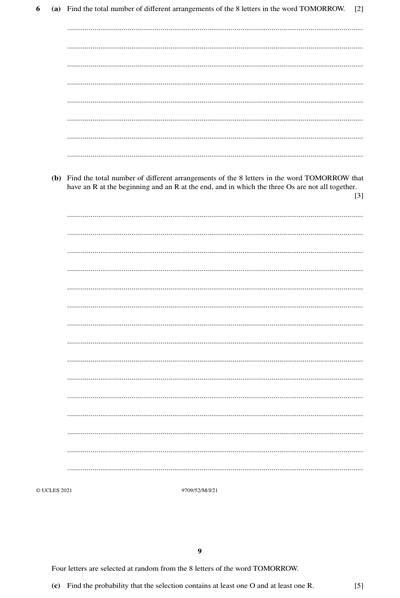 6 (a) Find the total number of different arrangements of the 8 letters in the word TOMORROW. [2]
(b) Find the total number of different arrangements of the 8 letters in the word TOMORROW that
have an R at the beginning and an R at the end, and in which the three Os are not all together.
[3]
© UCLES 2021 9709/52/M/J/21
9
Four letters are selected at random from the 8 letters of the word TOMORROW.
(c) Find the probability that the selection contains at least one O and at least one R. [5]